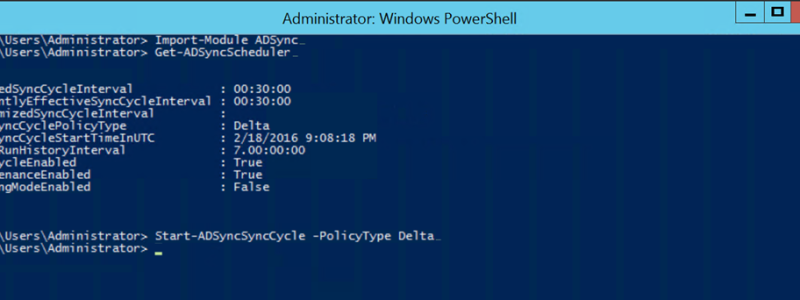 Administrator: Windows PowerShell
\Users\Administrator> Import-Module ADSync
\Users\Administrator> Get-ADSyncScheduler
edSyncCycleInterval : 00:30:00
ntlyEffectiveSyncCycleInterval : 00:30:00
mizedSyncCycleInterval :
yncCyclePolicyType : Delta
yncCycleStartTimeInUTC : 2/18/2016 9:08:18 PM
RunHistoryInterval : 7.00:00:00
ycleEnabled : True
enanceEnabled : True
ngModeEnabled : False
\Users\Administrator> Start-ADSyncSyncCycle -PolicyType Delta
\Users\Administrator>